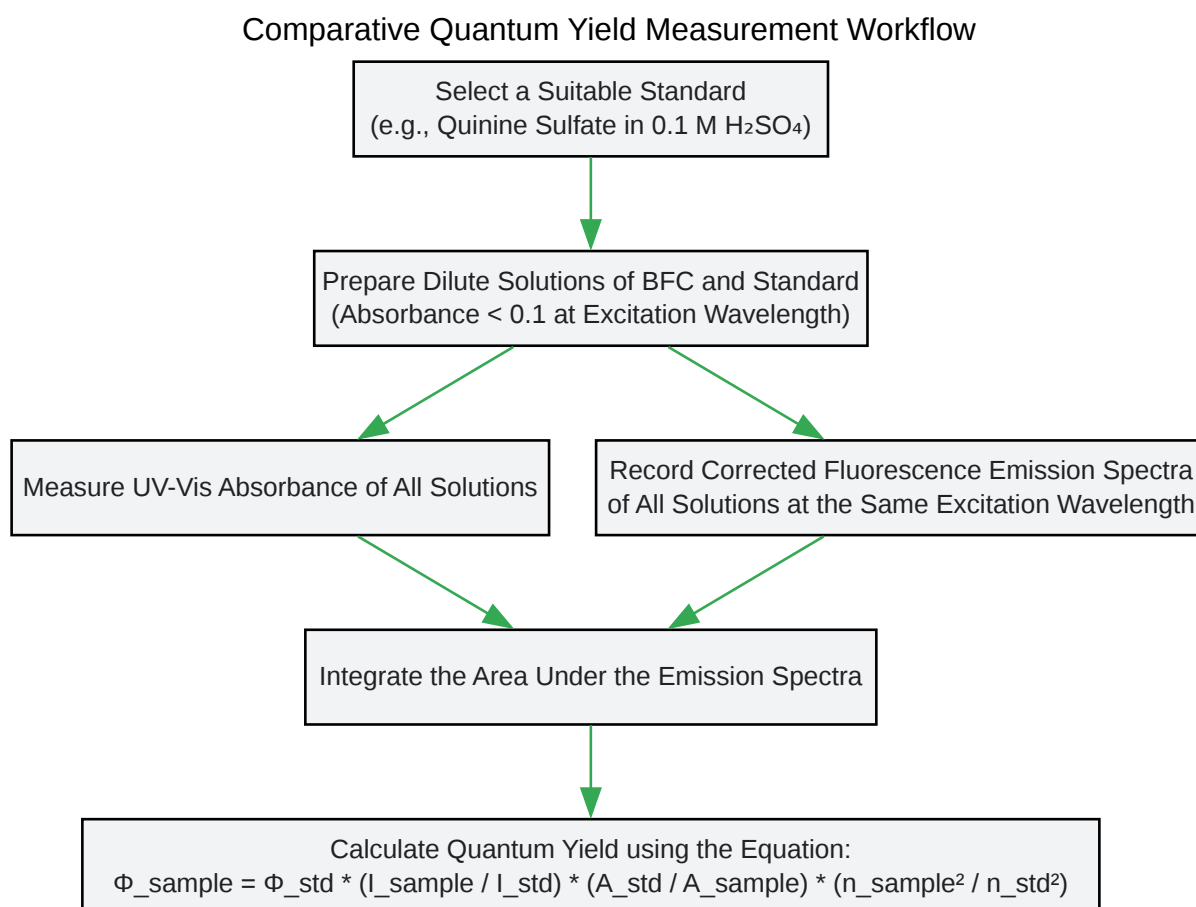 Comparative Quantum Yield Measurement Workflow
Select a Suitable Standard
(e.g., Quinine Sulfate in 0.1 M H₂SO₄)
Prepare Dilute Solutions of BFC and Standard
(Absorbance < 0.1 at Excitation Wavelength)
Measure UV-Vis Absorbance of All Solutions
Record Corrected Fluorescence Emission Spectra
of All Solutions at the Same Excitation Wavelength
Integrate the Area Under the Emission Spectra
Calculate Quantum Yield using the Equation:
Φ_sample = Φ_std * (I_sample / I_std) * (A_std / A_sample) * (n_sample² / n_std²)